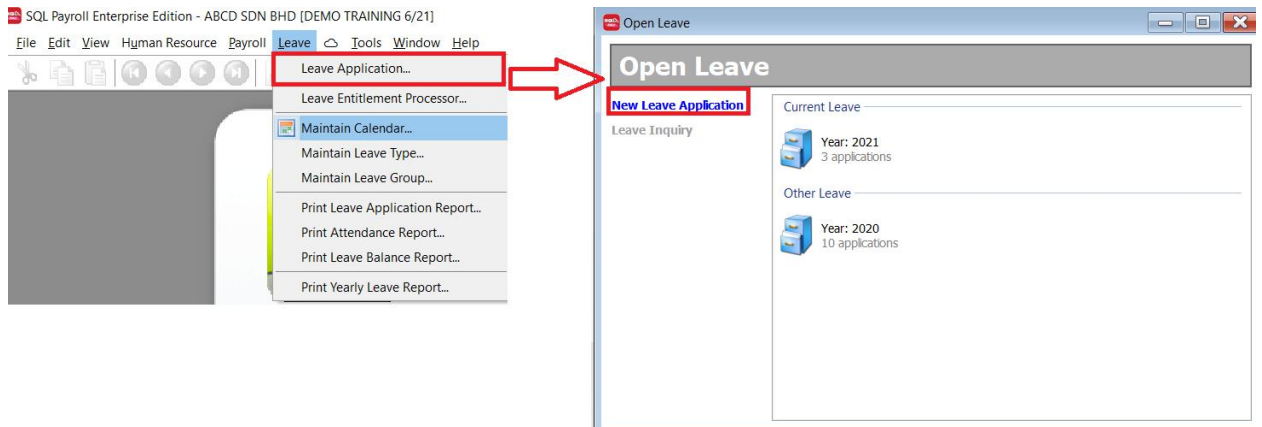 SQL Payroll Enterprise Edition - ABCD SDN BHD [DEMO TRAINING 6/21]
File Edit View Human Resource Payroll Leave Tools Window Help
Leave Application...
Leave Entitlement Processor...
Maintain Calendar...
Maintain Leave Type...
Maintain Leave Group...
Print Leave Application Report...
Print Attendance Report...
Print Leave Balance Report...
Print Yearly Leave Report...
Open Leave
Open Leave
New Leave Application
Leave Inquiry
Current Leave
Year: 2021
3 applications
Other Leave
Year: 2020
10 applications